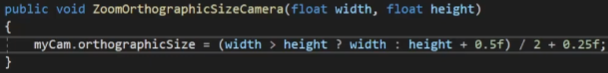 public void ZoomOrthographicSizeCamera(float width, float height)
{
myCam.orthographicSize = (width > height ? width : height + 0.5f) / 2 + 0.25f;
}